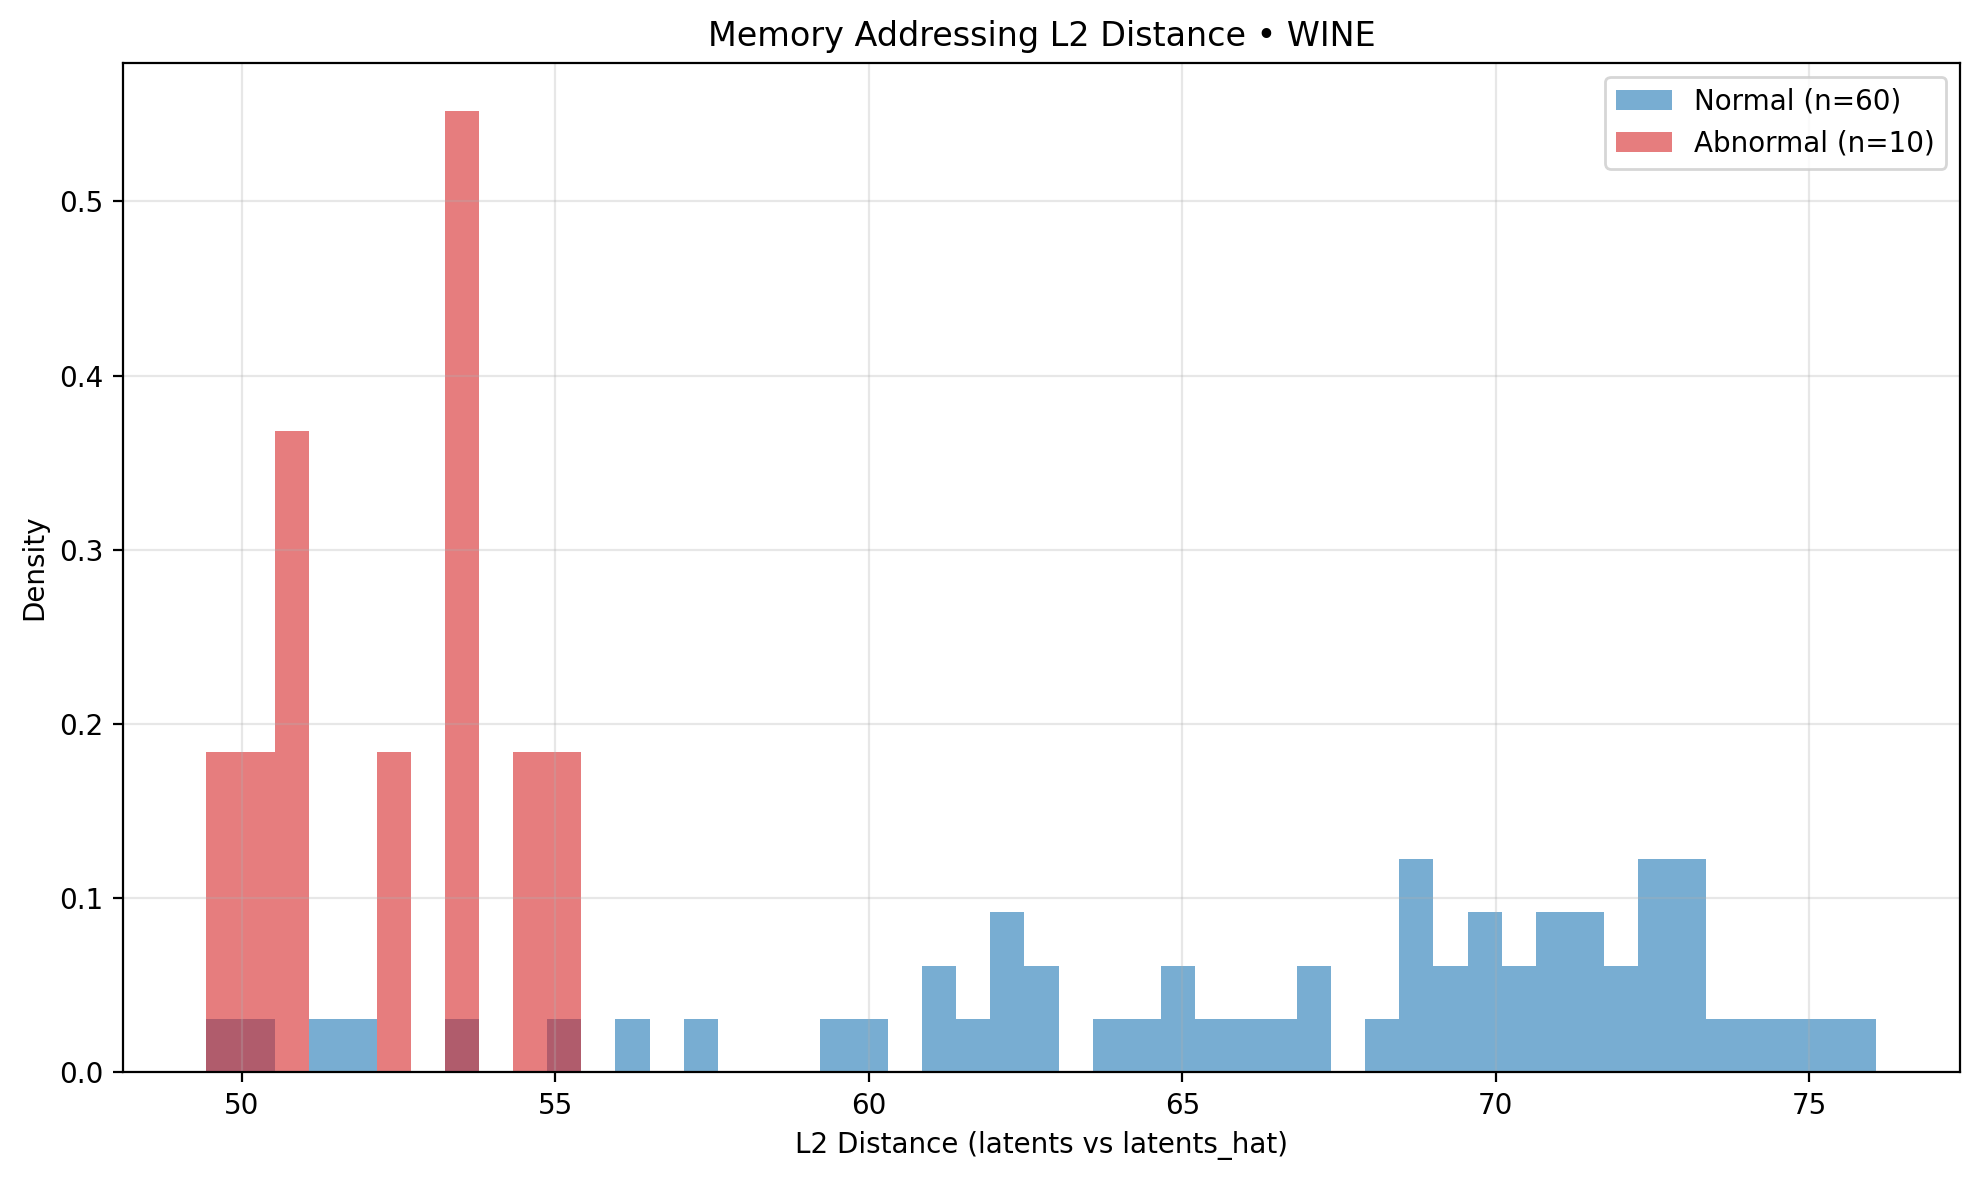 Memory Addressing L2 Distance • WINE
Normal (n=60)
Abnormal (n=10)
Density
0.5
0.4
0.3
0.2
0.1
0.0
50 55 60 65 70 75
L2 Distance (latents vs latents_hat)